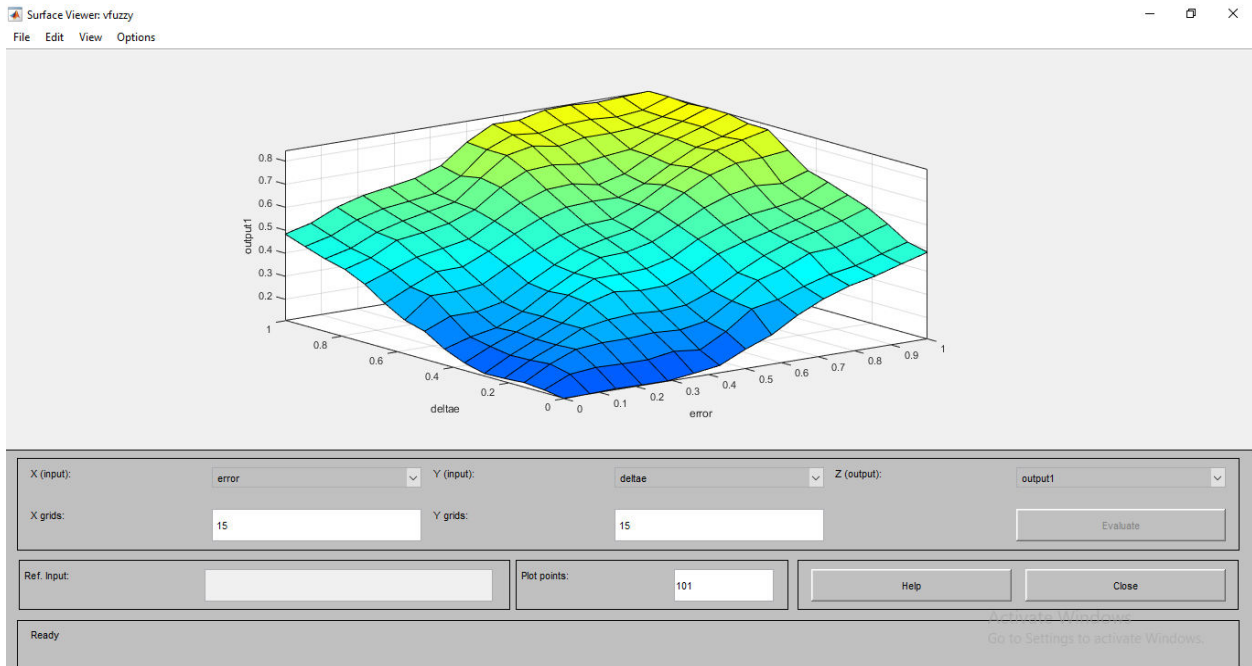 Surface Viewer: vfuzzy
File Edit View Options
0.8
0.7
0.6
0.5
0.4
0.3
0.2
output1
1
0.8
0.6
0.4
0.2
0
deltae
0
0.1
0.2
0.3
0.4
0.5
0.6
0.7
0.8
0.9
1
error
X (input): error Y (input): deltae Z (output): output1
X grids: 15 Y grids: 15 Evaluate
Ref. Input: Plot points: 101 Help Close
Ready
Activate Windows
Go to Settings to activate Windows.